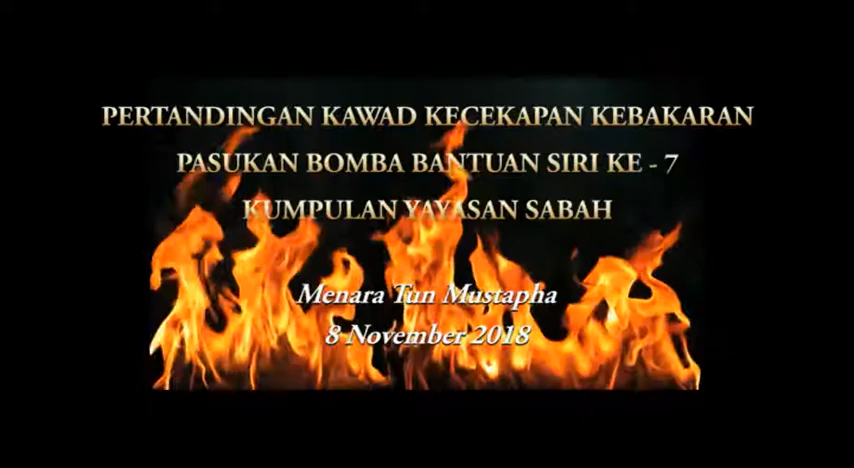 PERTANDINGAN KAWAD KECEKAPAN KEBAKARAN
PASUKAN BOMBA BANTUAN SIRI KE - 7
KUMPULAN YAYASAN SABAH
Menara Tun Mustapha
8 November 2018